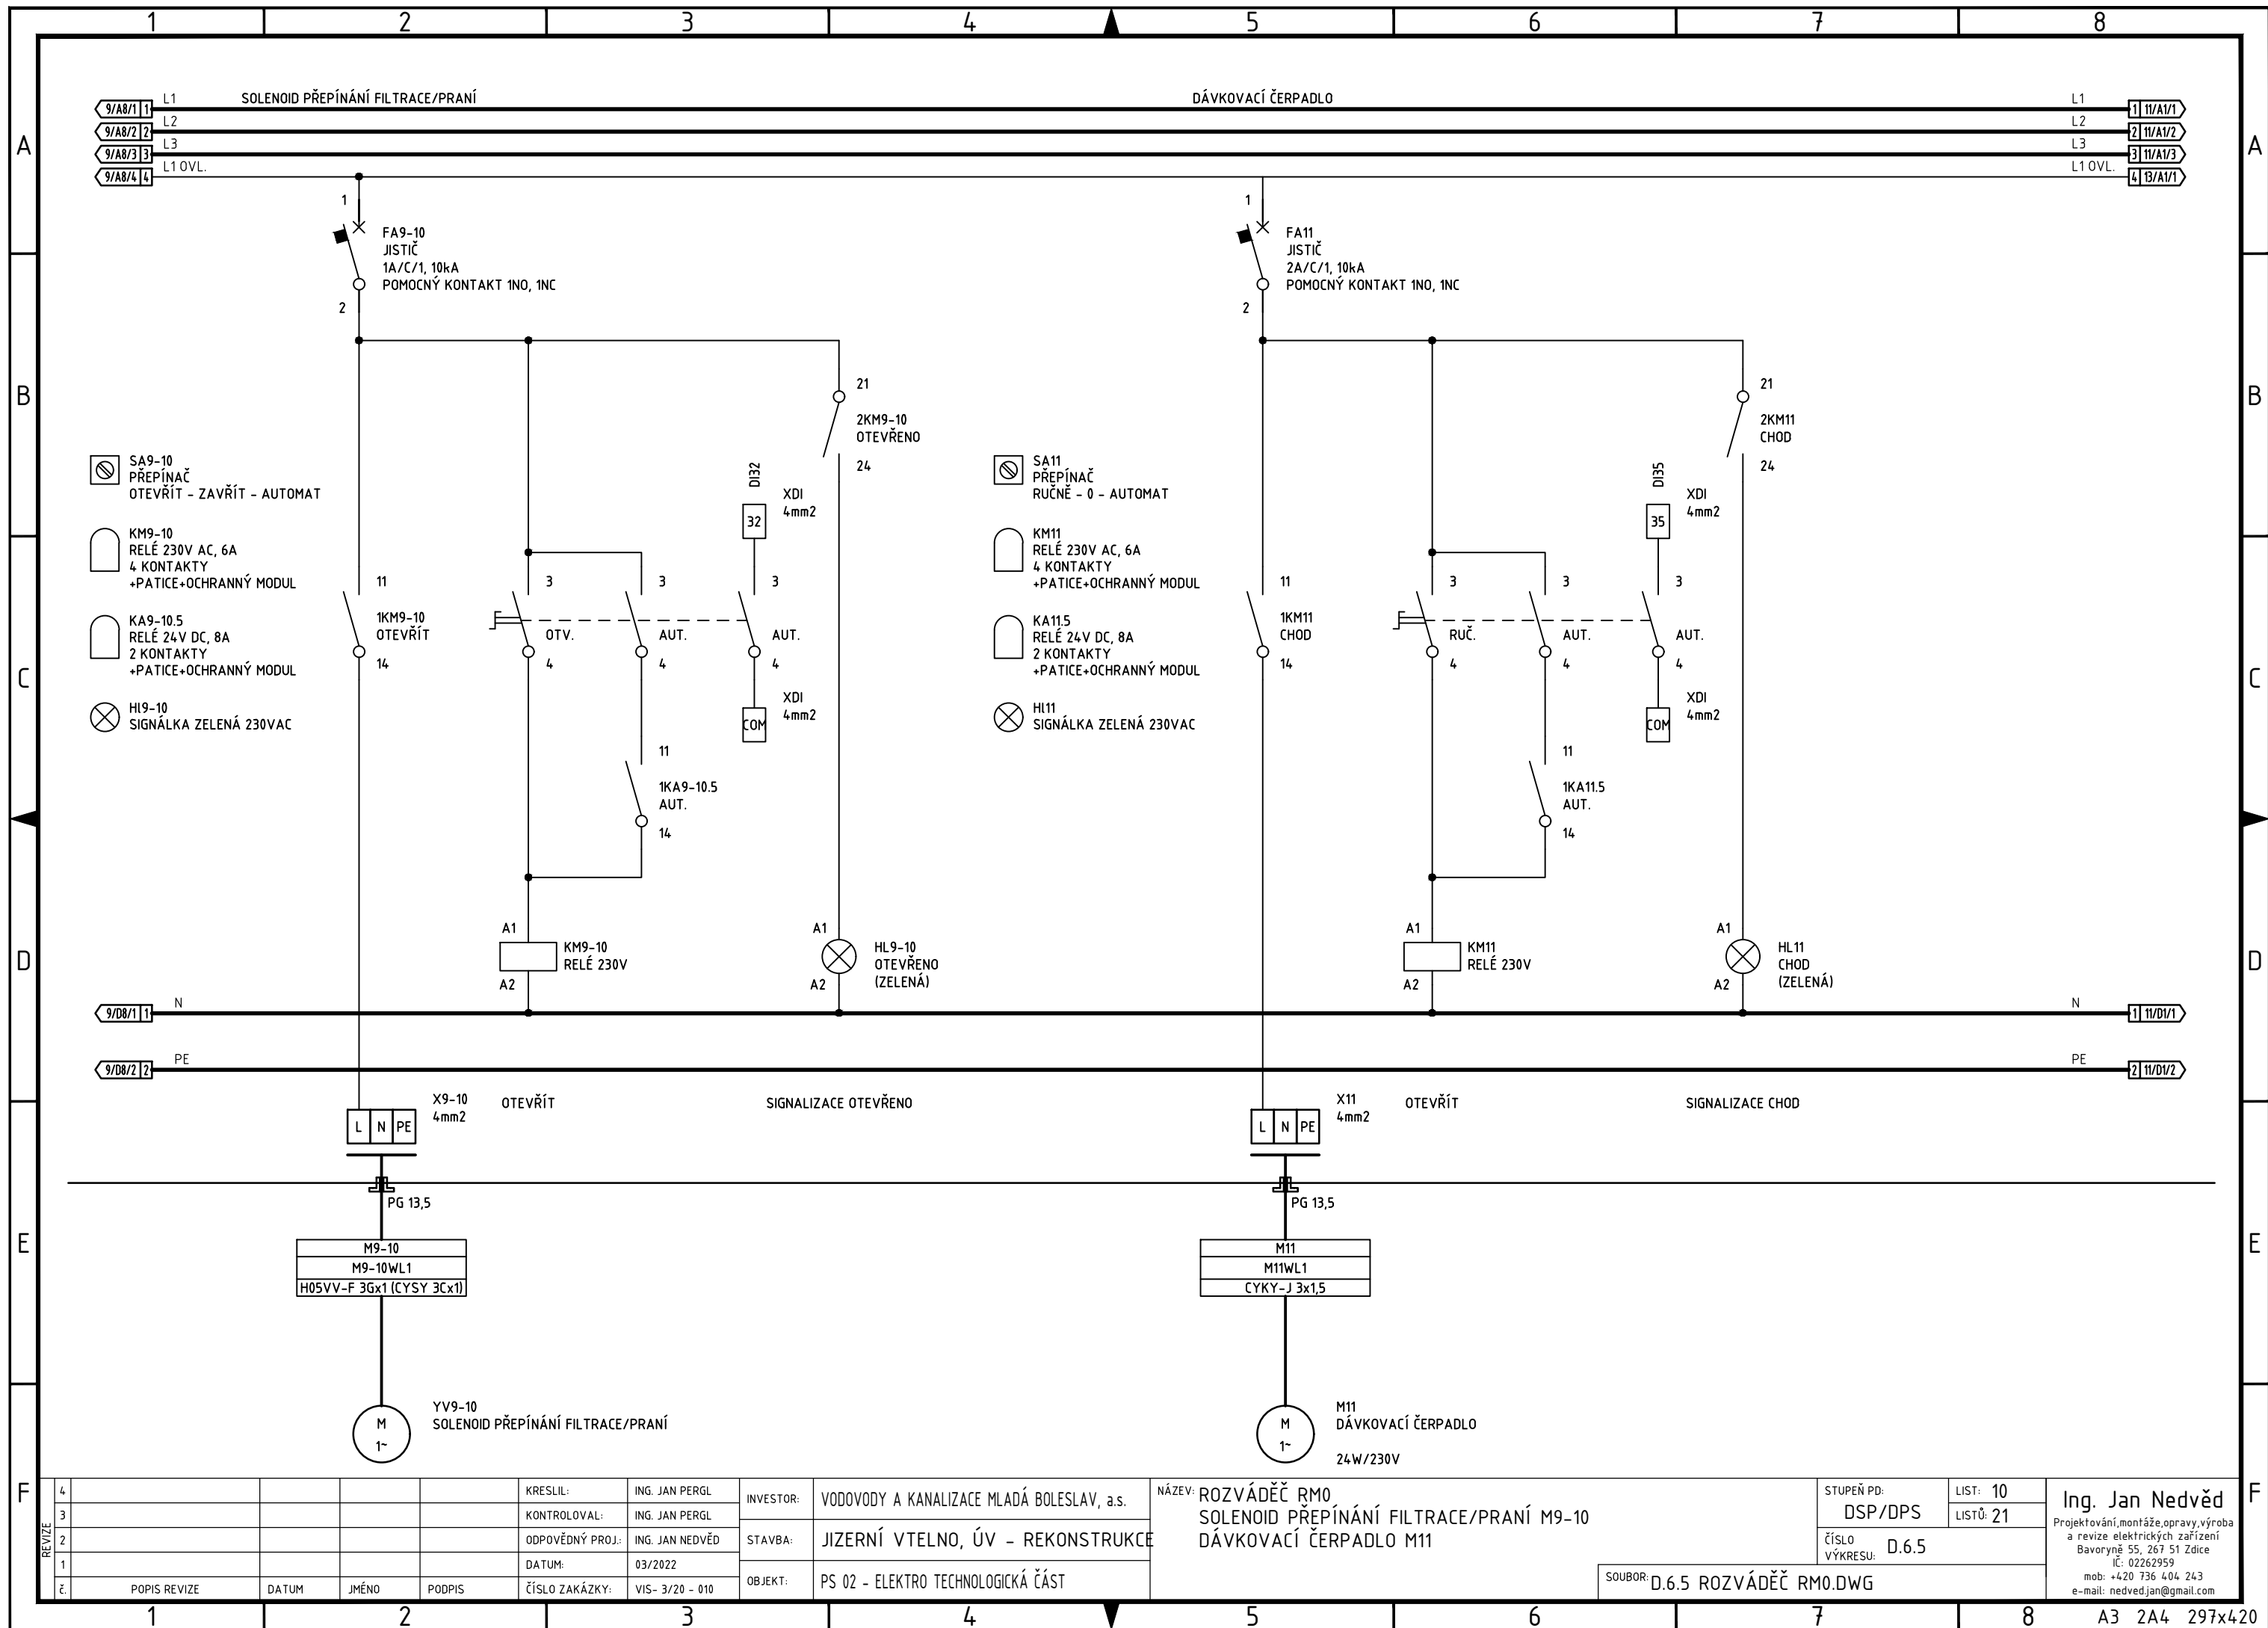 1 2 3 4 5 6 7 8
A A
B B
C C
D D
E E
F F
SOLENOID PŘEPÍNÁNÍ FILTRACE/PRANÍ
DÁVKOVACÍ ČERPADLO
9/A8/1 1 L1
L1 1 11/A1/1
9/A8/2 2 L2
L2 2 11/A1/2
9/A8/3 3 L3
L3 3 11/A1/3
9/A8/4 4 L1 OVL.
L1 OVL. 4 13/A1/1
1
FA9-10
JISTIČ
1A/C/1, 10kA
POMOCNÝ KONTAKT 1NO, 1NC
2
21
2KM9-10
OTEVŘENO
24
SA9-10
PŘEPÍNAČ
OTEVŘÍT - ZAVŘÍT - AUTOMAT
KM9-10
RELÉ 230V AC, 6A
4 KONTAKTY
+PATICE+OCHRANNÝ MODUL
KA9-10.5
RELÉ 24V DC, 8A
2 KONTAKTY
+PATICE+OCHRANNÝ MODUL
Hl9-10
SIGNÁLKA ZELENÁ 230VAC
11
1KM9-10
OTEVŘÍT
14
3
OTV.
4
3
AUT.
4
DI32
32
XDI
4mm2
3
AUT.
4
XDI
4mm2
COM
11
1KA9-10.5
AUT.
14
A1
KM9-10
RELÉ 230V
A2
A1
HL9-10
OTEVŘENO
(ZELENÁ)
A2
1
FA11
JISTIČ
2A/C/1, 10kA
POMOCNÝ KONTAKT 1NO, 1NC
2
21
2KM11
CHOD
24
SA11
PŘEPÍNAČ
RUČNĚ - 0 - AUTOMAT
KM11
RELÉ 230V AC, 6A
4 KONTAKTY
+PATICE+OCHRANNÝ MODUL
KA11.5
RELÉ 24V DC, 8A
2 KONTAKTY
+PATICE+OCHRANNÝ MODUL
Hl11
SIGNÁLKA ZELENÁ 230VAC
11
1KM11
CHOD
14
3
RUČ.
4
3
AUT.
4
DI35
35
XDI
4mm2
3
AUT.
4
XDI
4mm2
COM
11
1KA11.5
AUT.
14
A1
KM11
RELÉ 230V
A2
A1
HL11
CHOD
(ZELENÁ)
A2
9/D8/1 1 N
N 1 11/D1/1
9/D8/2 2 PE
PE 2 11/D1/2
X9-10
4mm2
L N PE
OTEVŘÍT
SIGNALIZACE OTEVŘENO
X11
4mm2
L N PE
OTEVŘÍT
SIGNALIZACE CHOD
PG 13,5
M9-10
M9-10WL1
H05VV-F 3Gx1 (CYSY 3Cx1)
PG 13,5
M11
M11WL1
CYKY-J 3x1,5
M
1~
YV9-10
SOLENOID PŘEPÍNÁNÍ FILTRACE/PRANÍ
M
1~
M11
DÁVKOVACÍ ČERPADLO
24W/230V
REVIZE
4
3
2
1
č. POPIS REVIZE DATUM JMÉNO PODPIS
KRESLIL: ING. JAN PERGL
KONTROLOVAL: ING. JAN PERGL
ODPOVĚDNÝ PROJ.: ING. JAN NEDVĚD
DATUM: 03/2022
ČÍSLO ZAKÁZKY: VIS- 3/20 - 010
INVESTOR: VODOVODY A KANALIZACE MLADÁ BOLESLAV, a.s.
STAVBA: JIZERNÍ VTELNO, ÚV - REKONSTRUKCE
OBJEKT: PS 02 - ELEKTRO TECHNOLOGICKÁ ČÁST
NÁZEV: ROZVÁDĚČ RM0
SOLENOID PŘEPÍNÁNÍ FILTRACE/PRANÍ M9-10
DÁVKOVACÍ ČERPADLO M11
SOUBOR: D.6.5 ROZVÁDĚČ RM0.DWG
STUPEŇ PD:
DSP/DPS
LIST: 10
LISTŮ: 21
ČÍSLO
VÝKRESU: D.6.5
Ing. Jan Nedvěd
Projektování,montáže,opravy,výroba
a revize elektrických zařízení
Bavoryně 55, 267 51 Zdice
IČ: 02262959
mob: +420 736 404 243
e-mail: nedved.jan@gmail.com
1 2 3 4 5 6 7 8
A3 2A4 297x420